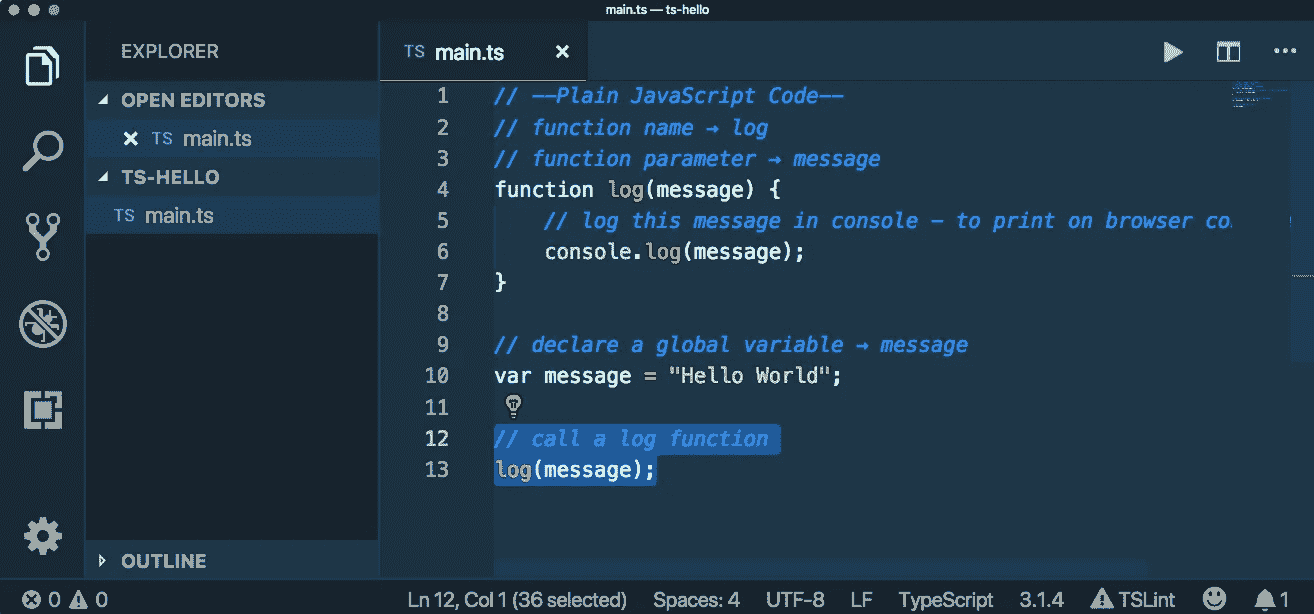 main.ts — ts-hello
EXPLORER
OPEN EDITORS
TS main.ts
TS-HELLO
TS main.ts
OUTLINE
TS main.ts
1 // --Plain JavaScript Code--
2 // function name → log
3 // function parameter → message
4 function log(message) {
5 // log this message in console - to print on browser co
6 console.log(message);
7 }
8
9 // declare a global variable → message
10 var message = "Hello World";
11
12 // call a log function
13 log(message);
0 0 Ln 12, Col 1 (36 selected) Spaces: 4 UTF-8 LF TypeScript 3.1.4 TSLint 1